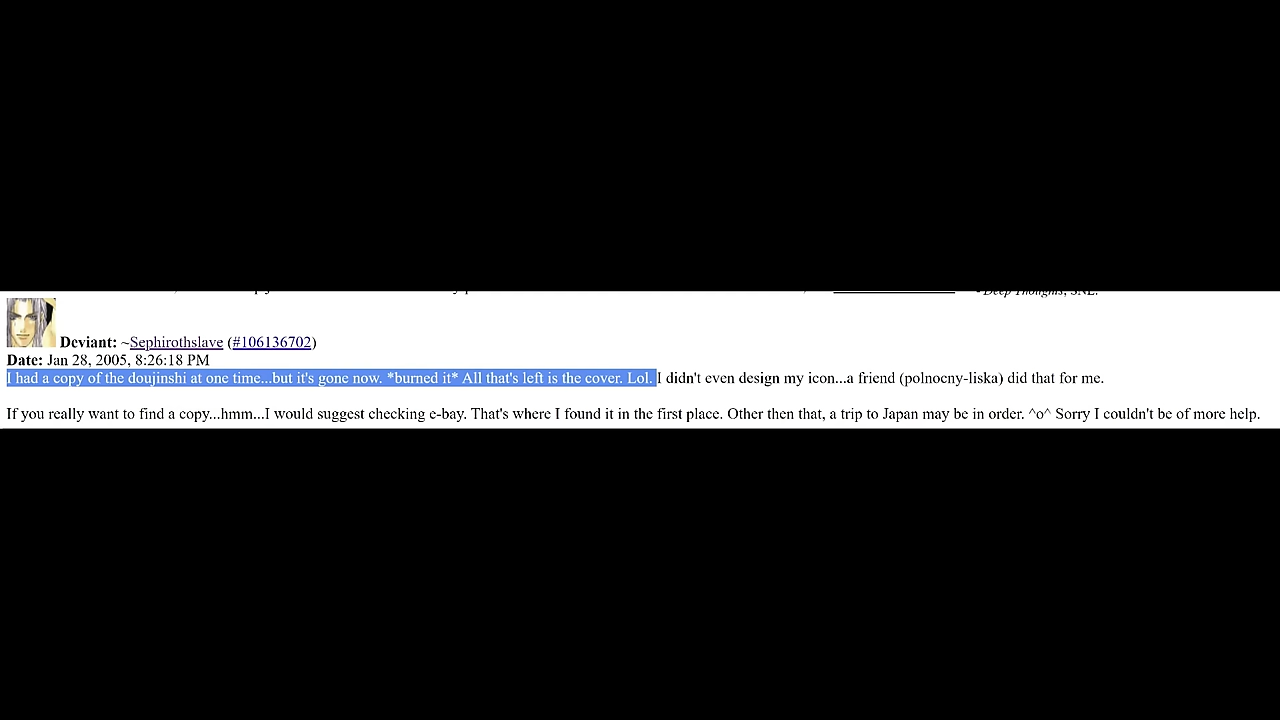 - Deep Thoughts, SNL.
Deviant: ~Sephirothslave (#106136702)
Date: Jan 28, 2005, 8:26:18 PM
I had a copy of the doujinshi at one time...but it's gone now. *burned it* All that's left is the cover. Lol. I didn't even design my icon...a friend (polnocny-liska) did that for me.
If you really want to find a copy...hmm...I would suggest checking e-bay. That's where I found it in the first place. Other then that, a trip to Japan may be in order. ^o^ Sorry I couldn't be of more help.